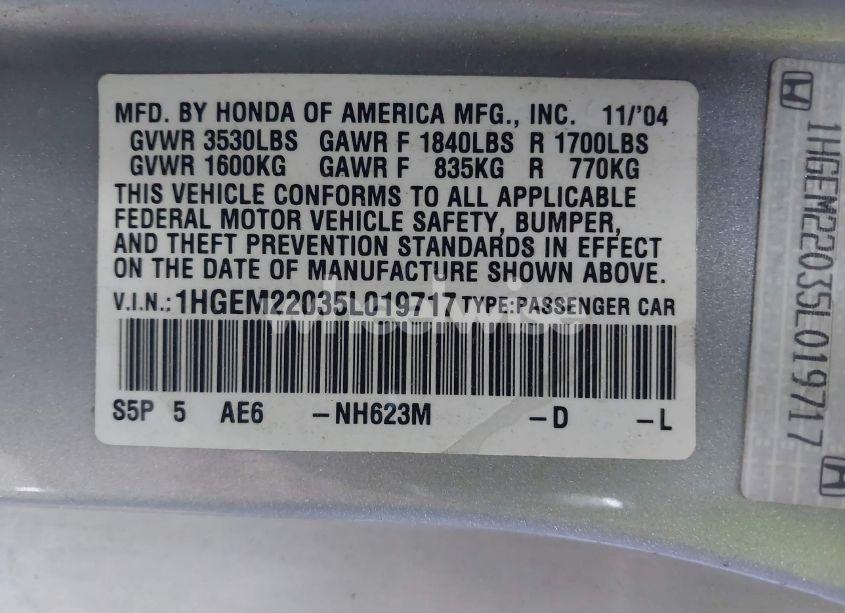 MFD. BY HONDA OF AMERICA MFG., INC. 11/'04
GVWR 3530LBS GAWR F 1840LBS R 1700LBS
GVWR 1600KG GAWR F 835KG R 770KG
THIS VEHICLE CONFORMS TO ALL APPLICABLE
FEDERAL MOTOR VEHICLE SAFETY, BUMPER,
AND THEFT PREVENTION STANDARDS IN EFFECT
ON THE DATE OF MANUFACTURE SHOWN ABOVE.
V.I.N.: 1HGEM22035L019717 TYPE: PASSENGER CAR
S5P 5 AE6 -NH623M -D -L
1HGEM22035L019717
wheelwise